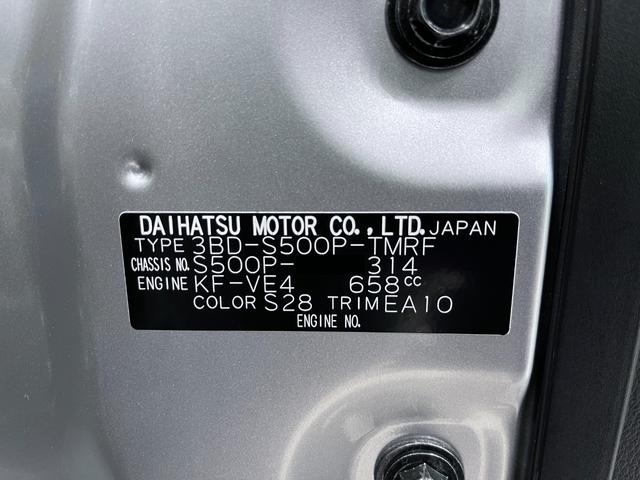 DAIHATSU MOTOR CO.,LTD. JAPAN
TYPE 3BD-S500P-TMRF
CHASSIS NO. S500P- 314
ENGINE KF-VE4 658cc
COLOR S28 TRIM EA10
ENGINE NO.